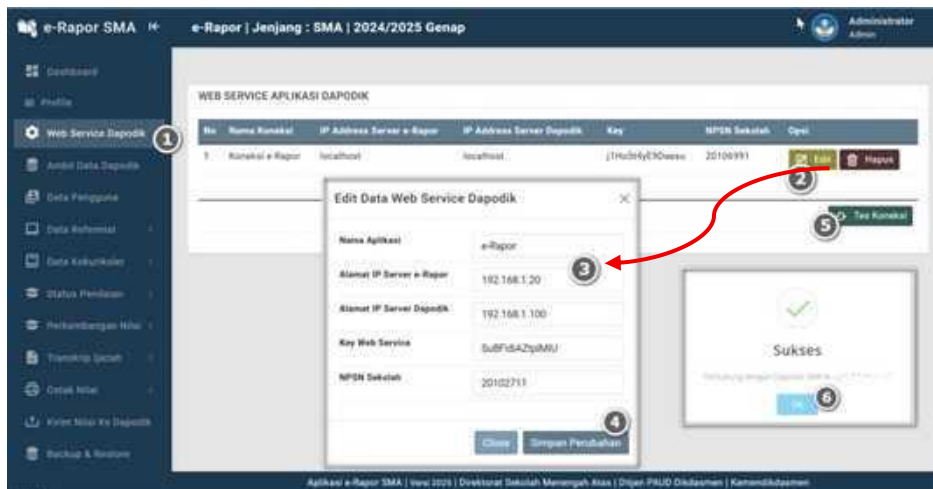 e-Rapor SMA
e-Rapor | Jenjang : SMA | 2024/2025 Genap
Administrator
Admin
Dashboard
Profile
Web Service Dapodik
1
Ambil Data Dapodik
Data Pengguna
Data Referensi
Data Kokurikuler
Status Penilaian
Perkembangan Nilai
Transkrip Ijazah
Cetak Nilai
Kirim Nilai Ke Dapodik
Backup & Restore
WEB SERVICE APLIKASI DAPODIK
No Nama Koneksi IP Address Server e-Rapor IP Address Server Dapodik Key NPSN Sekolah Opsi
1 Koneksi e-Rapor localhost localhost 20106991 Edit Hapus
2
5
Tes Koneksi
Edit Data Web Service Dapodik
Nama Aplikasi e-Rapor
3
Alamat IP Server e-Rapor 192.168.1.20
Alamat IP Server Dapodik 192.168.1.100
Key Web Service
NPSN Sekolah 20102711
4
Close Simpan Perubahan
Sukses
OK
6
Aplikasi e-Rapor SMA | Versi 2025 | Direktorat Sekolah Menengah Atas | Ditjen PAUD Dikdasmen | Kemendikdasmen